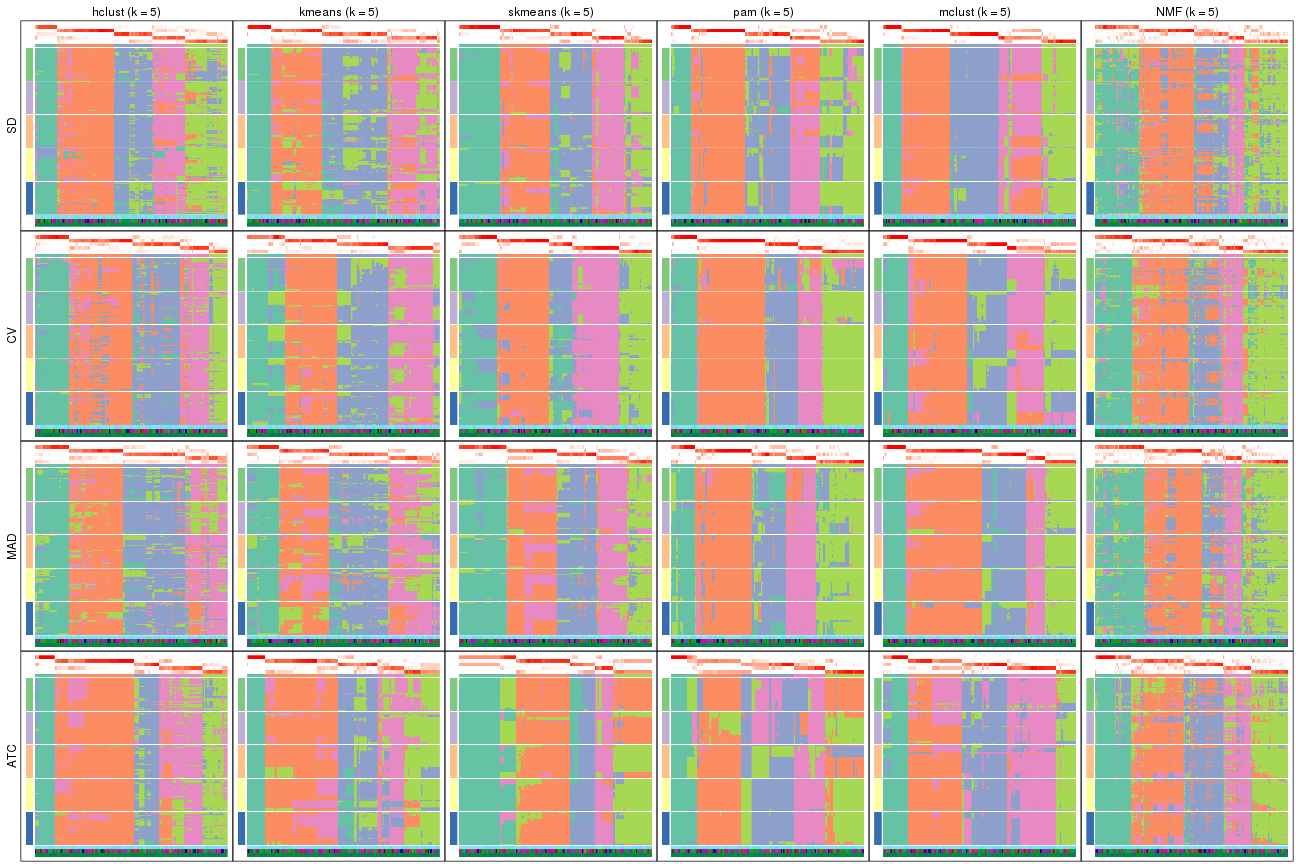 hclust (k = 5) kmeans (k = 5) skmeans (k = 5) pam (k = 5) mclust (k = 5) NMF (k = 5)
SD
CV
MAD
ATC